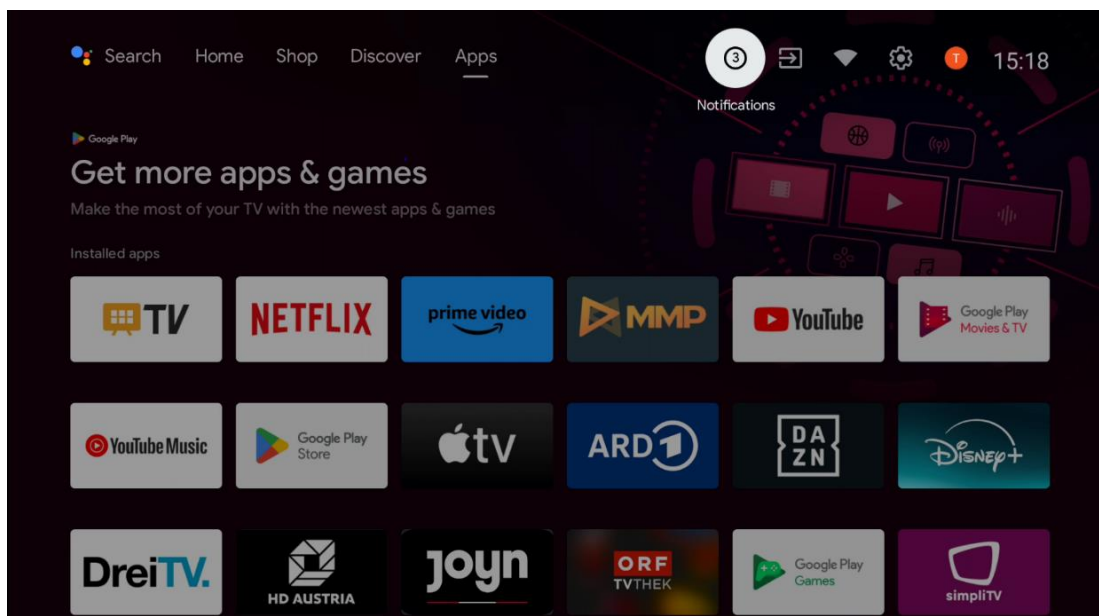 Search Home Shop Discover Apps 3 T 15:18
Notifications
Google Play
Get more apps & games
Make the most of your TV with the newest apps & games
Installed apps
TV NETFLIX prime video MMP YouTube Google Play Movies & TV
YouTube Music Google Play Store tv ARD 1 DAZN Disney+
DreiTV. HD AUSTRIA joyn ORF TVTHEK Google Play Games simpliTV